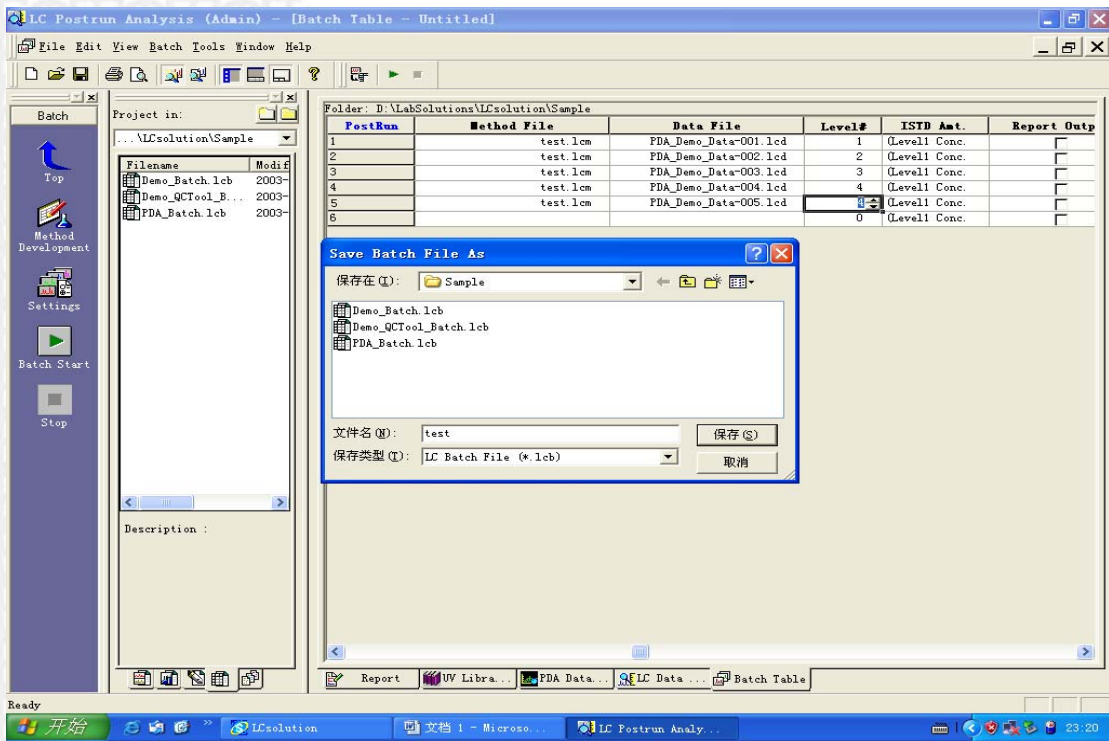 LC Postrun Analysis (Admin) - [Batch Table - Untitled]
File Edit View Batch Tools Window Help
Batch
Top
Method Development
Settings
Batch Start
Stop
Project in:
...\LCsolution\Sample
Filename Modif
Demo_Batch.lcb 2003-
Demo_QCTool_B... 2003-
PDA_Batch.lcb 2003-
Description :
Folder: D:\LabSolutions\LCsolution\Sample
PostRun Method File Data File Level# ISTD Amt. Report Outp
1 test.lcm PDA_Demo_Data-001.lcd 1 (Level1 Conc.
2 test.lcm PDA_Demo_Data-002.lcd 2 (Level1 Conc.
3 test.lcm PDA_Demo_Data-003.lcd 3 (Level1 Conc.
4 test.lcm PDA_Demo_Data-004.lcd 4 (Level1 Conc.
5 test.lcm PDA_Demo_Data-005.lcd (Level1 Conc.
6 0 (Level1 Conc.
Save Batch File As
保存在(I): Sample
Demo_Batch.lcb
Demo_QCTool_Batch.lcb
PDA_Batch.lcb
文件名(N): test 保存(S)
保存类型(T): LC Batch File (*.lcb) 取消
Report UV Libra... PDA Data... LC Data ... Batch Table
Ready
开始 LCsolution 文档 1 - Microso... LC Postrun Analy... 23:20